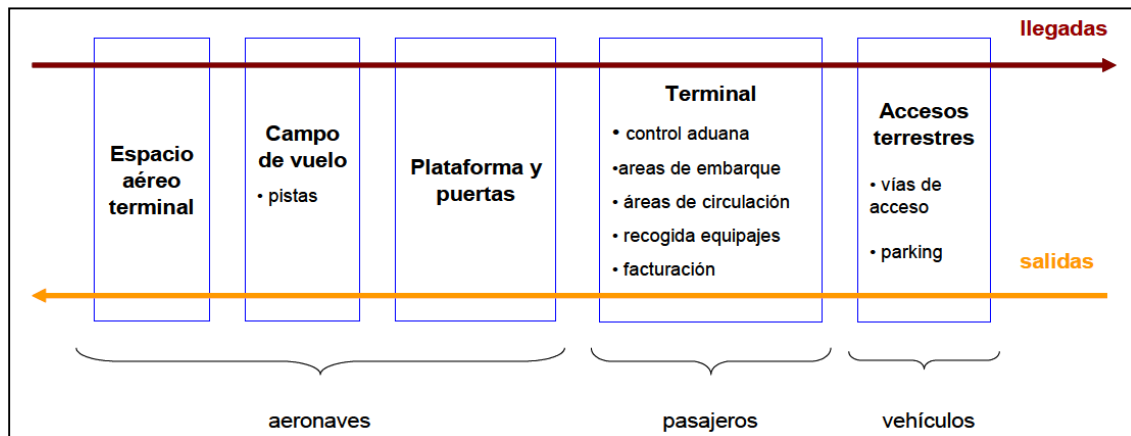 llegadas
Espacio
aéreo
terminal
Campo
de vuelo
• pistas
Plataforma y
puertas
Terminal
• control aduana
•areas de embarque
• áreas de circulación
• recogida equipajes
• facturación
Accesos
terrestres
• vías de
acceso
• parking
salidas
aeronaves
pasajeros
vehículos